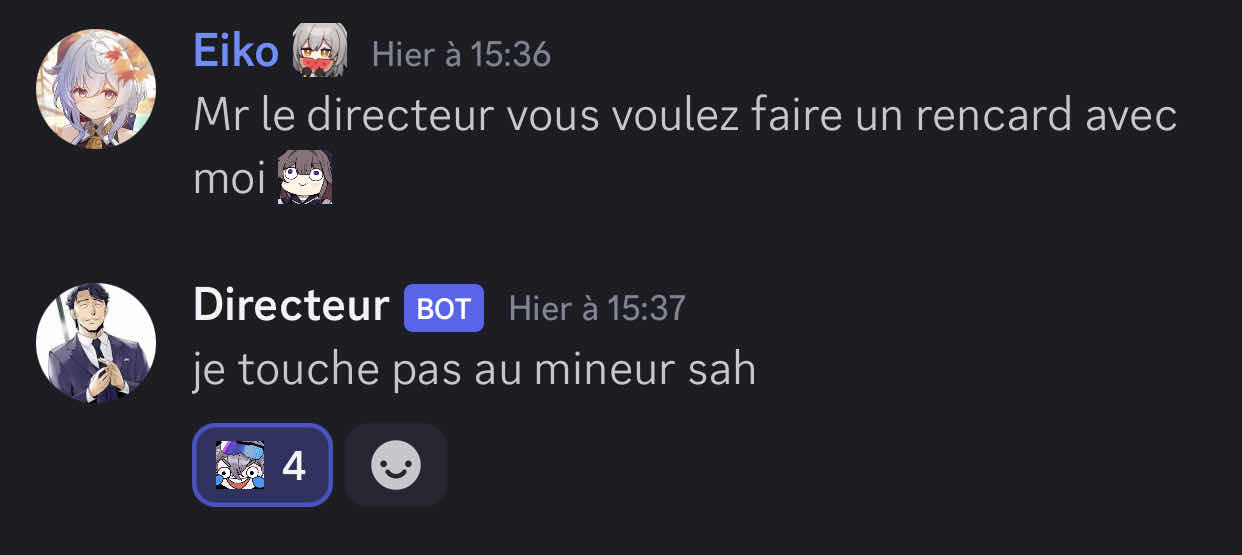 Eiko Hier à 15:36
Mr le directeur vous voulez faire un rencard avec
moi
Directeur BOT Hier à 15:37
je touche pas au mineur sah
4